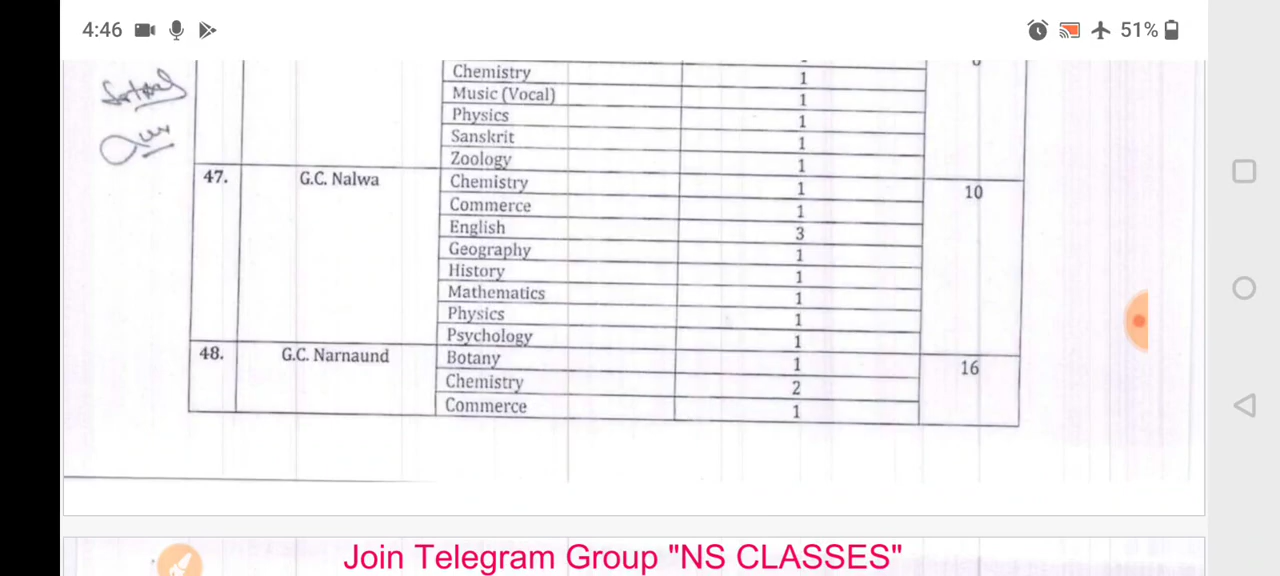 4:46 51%
Chemistry 1
Music (Vocal) 1
Physics 1
Sanskrit 1
Zoology 1
47. G.C. Nalwa Chemistry 1 10
Commerce 1
English 3
Geography 1
History 1
Mathematics 1
Physics 1
Psychology 1
48. G.C. Narnaund Botany 1 16
Chemistry 2
Commerce 1
Join Telegram Group "NS CLASSES"